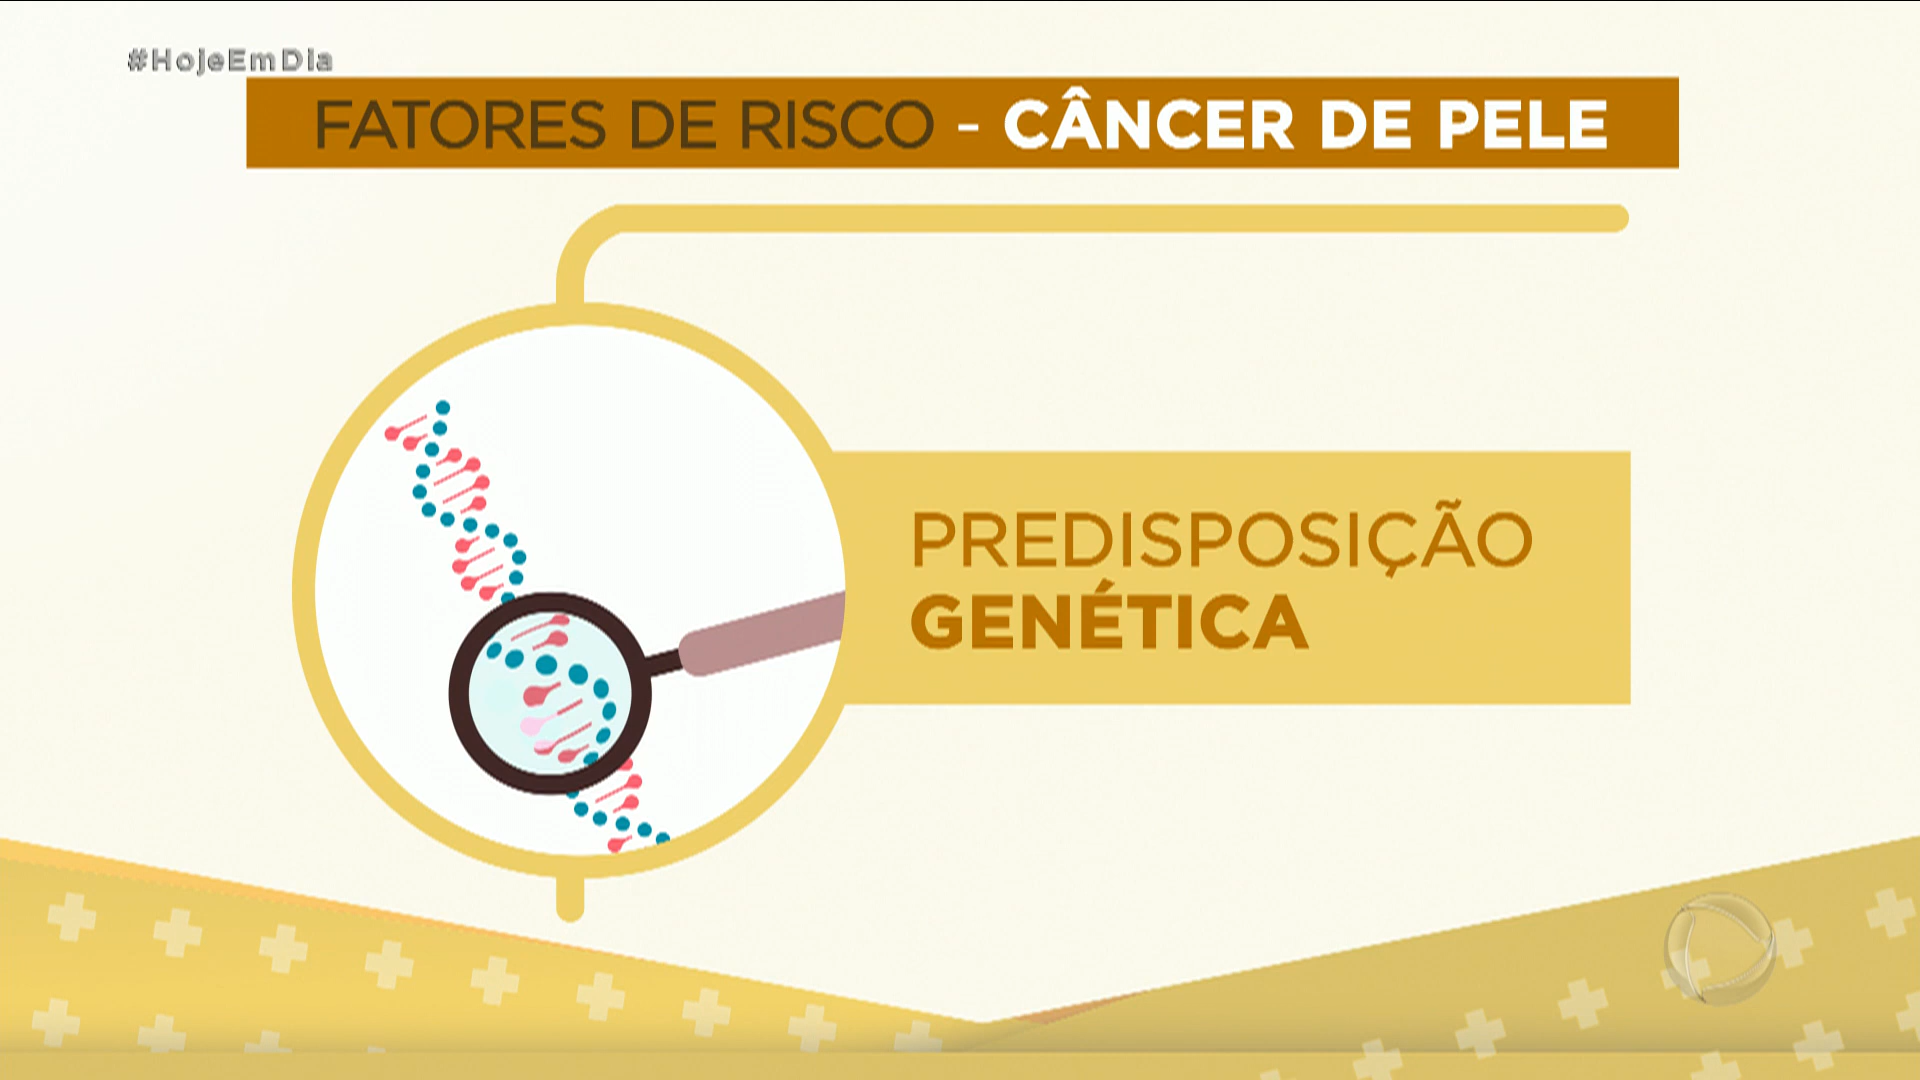 #HojeEmDia
FATORES DE RISCO - CÂNCER DE PELE
PREDISPOSIÇÃO
GENÉTICA